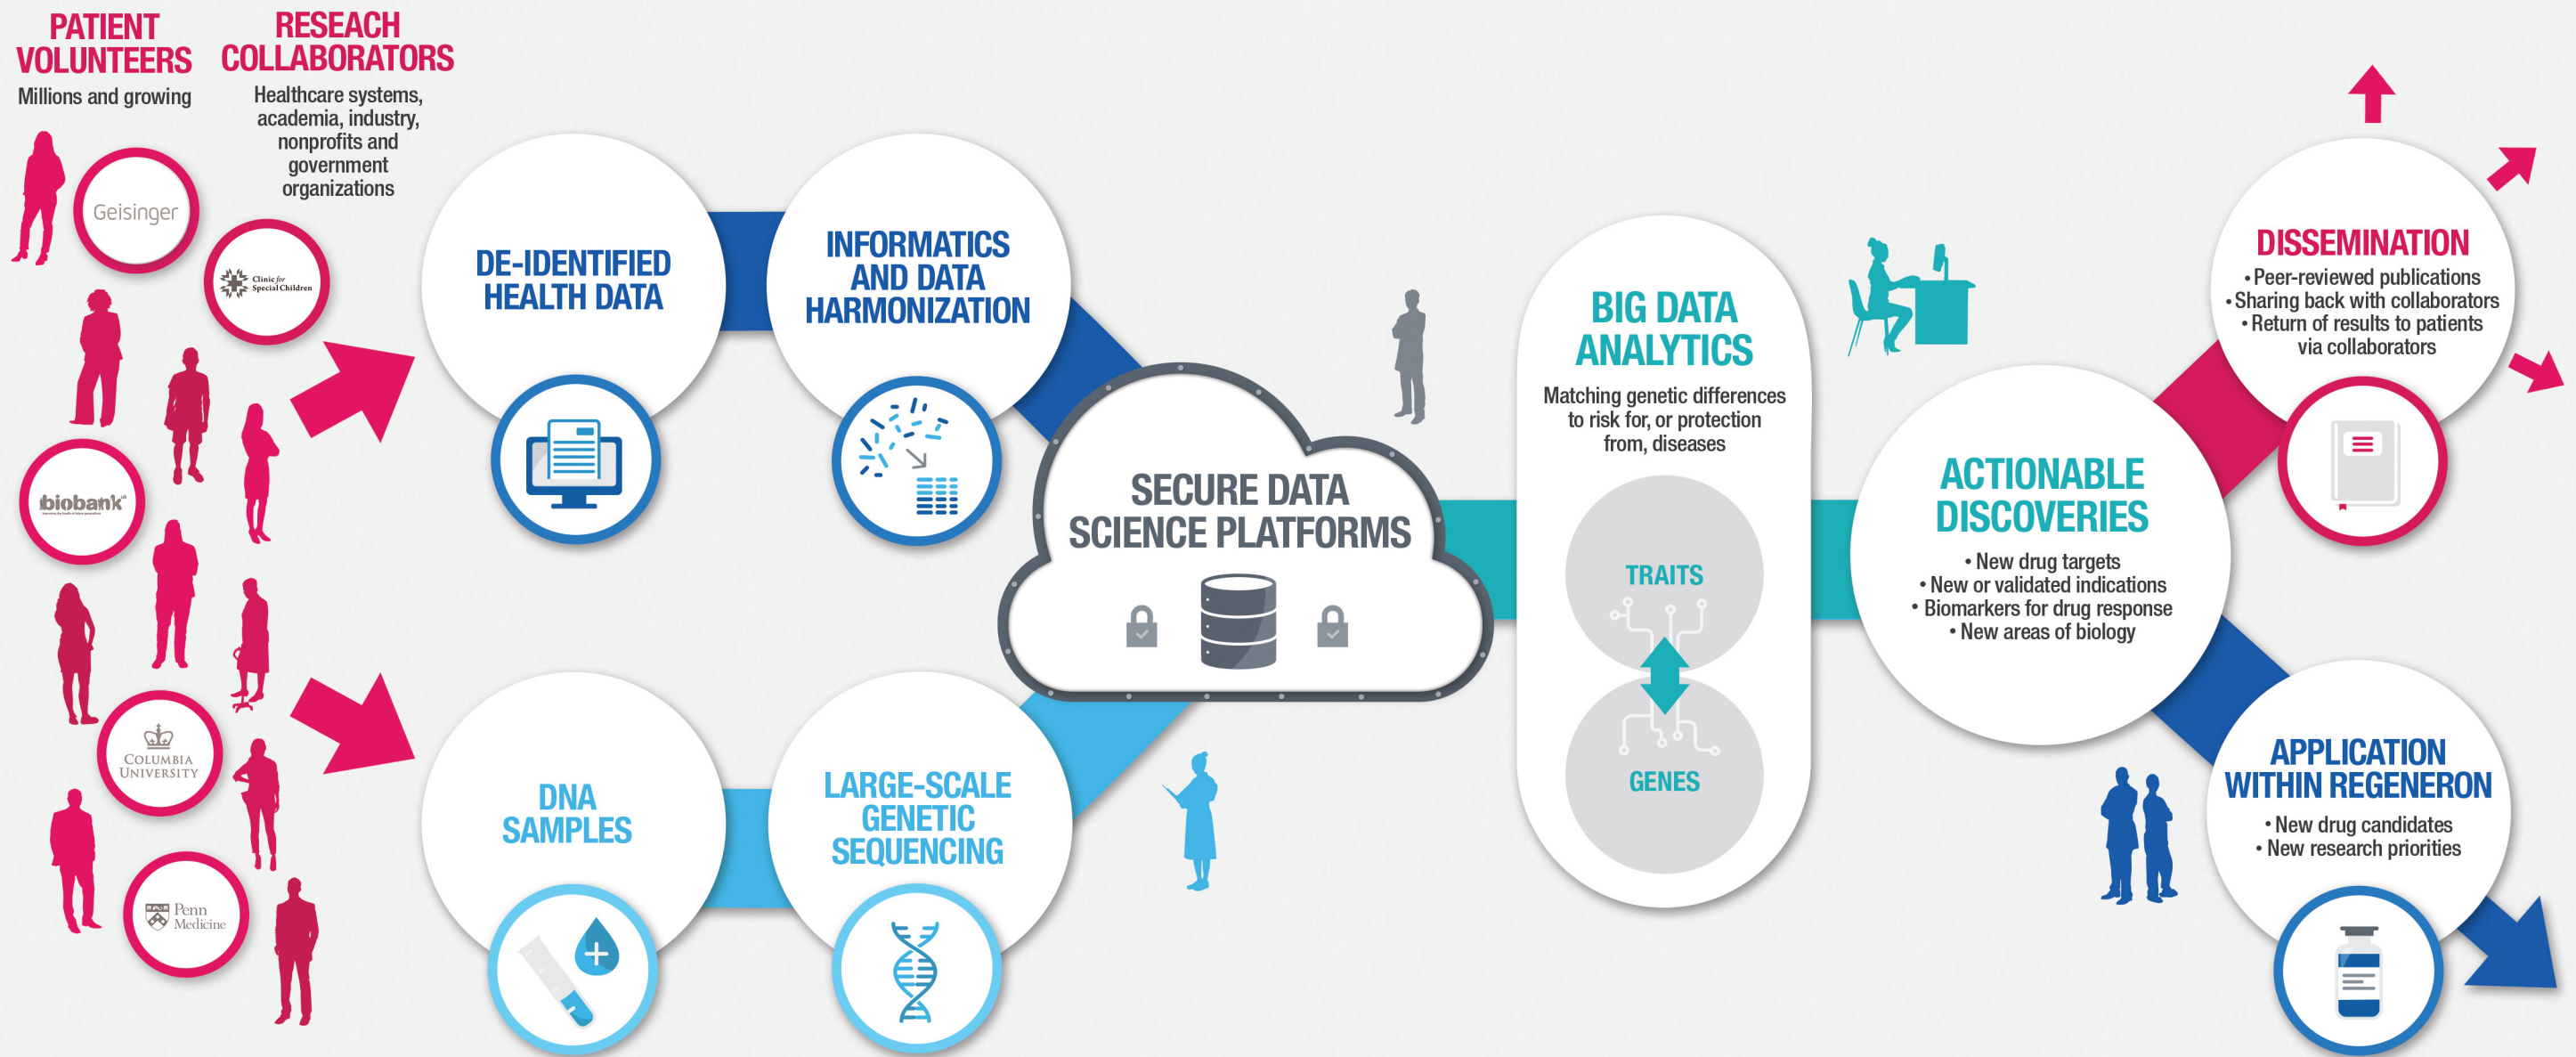 PATIENT
VOLUNTEERS
Millions and growing
RESEACH
COLLABORATORS
Healthcare systems,
academia, industry,
nonprofits and
government
organizations
Geisinger
Clinic for
Special Children
biobank
COLUMBIA
UNIVERSITY
Penn
Medicine
DE-IDENTIFIED
HEALTH DATA
INFORMATICS
AND DATA
HARMONIZATION
DNA
SAMPLES
LARGE-SCALE
GENETIC
SEQUENCING
SECURE DATA
SCIENCE PLATFORMS
BIG DATA
ANALYTICS
Matching genetic differences
to risk for, or protection
from, diseases
TRAITS
GENES
ACTIONABLE
DISCOVERIES
• New drug targets
• New or validated indications
• Biomarkers for drug response
• New areas of biology
DISSEMINATION
• Peer-reviewed publications
• Sharing back with collaborators
• Return of results to patients
via collaborators
APPLICATION
WITHIN REGENERON
• New drug candidates
• New research priorities